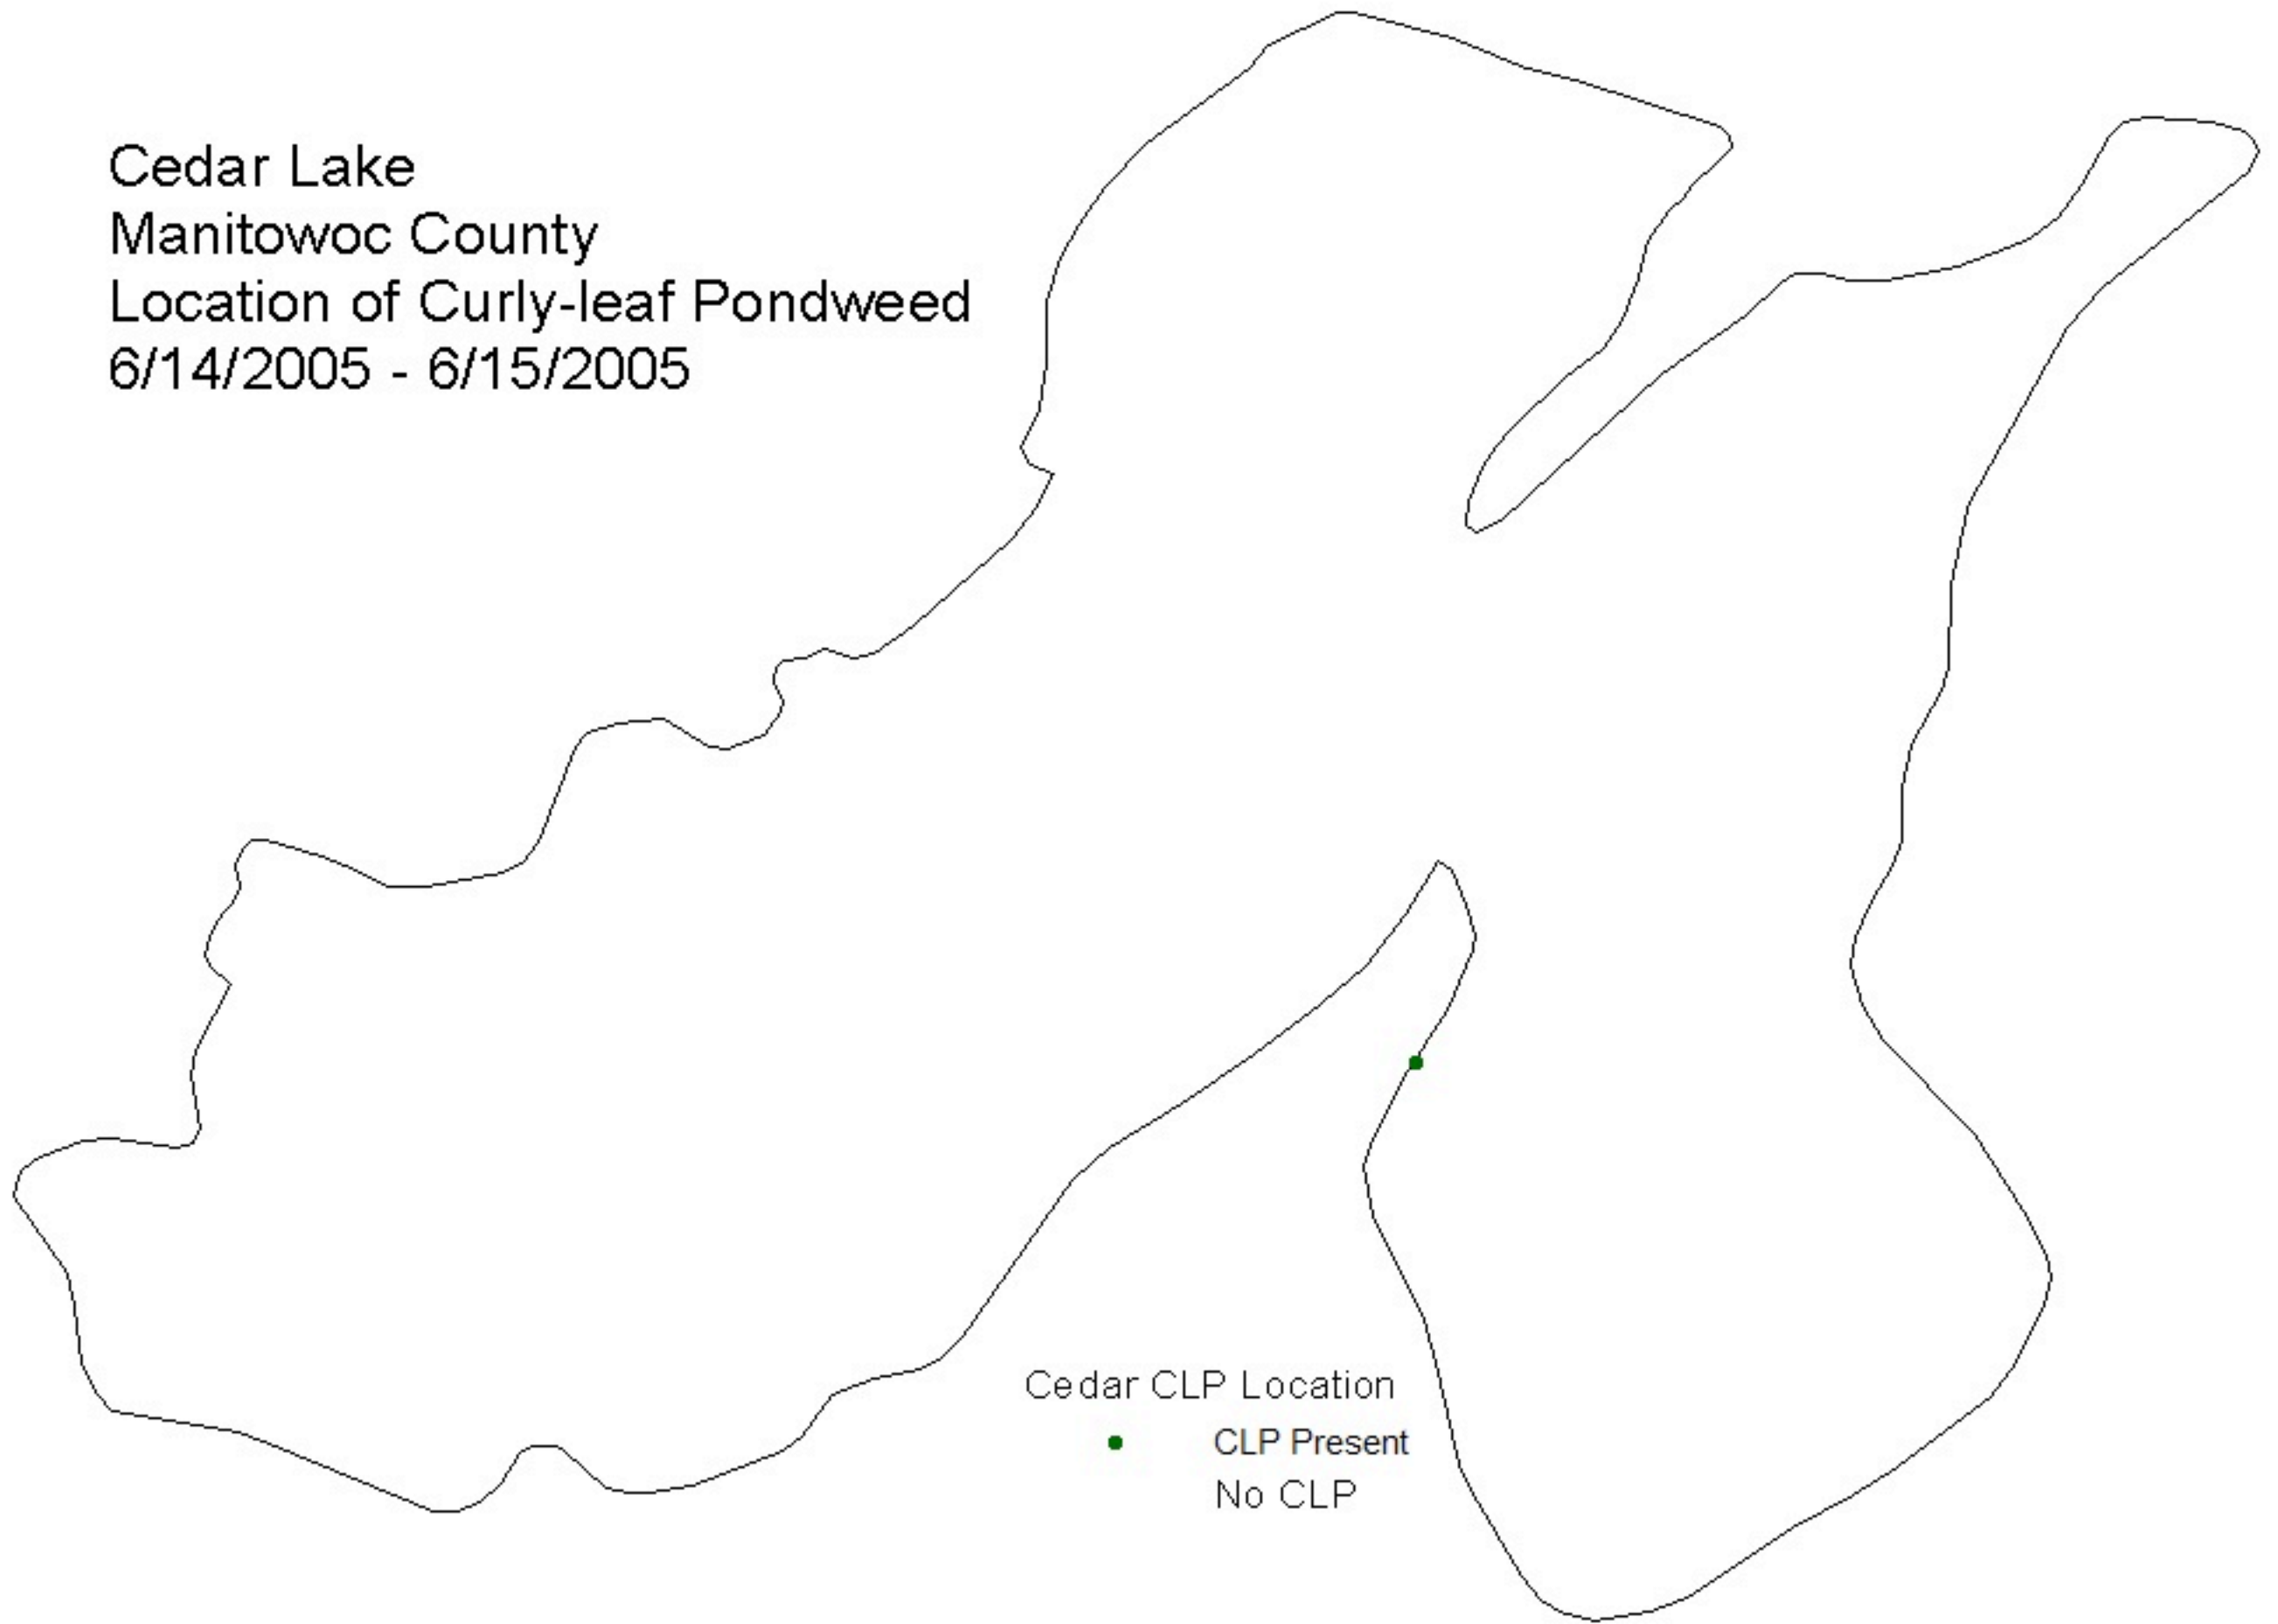 Cedar Lake
Manitowoc County
Location of Curly-leaf Pondweed
6/14/2005 - 6/15/2005
Cedar CLP Location
CLP Present
No CLP